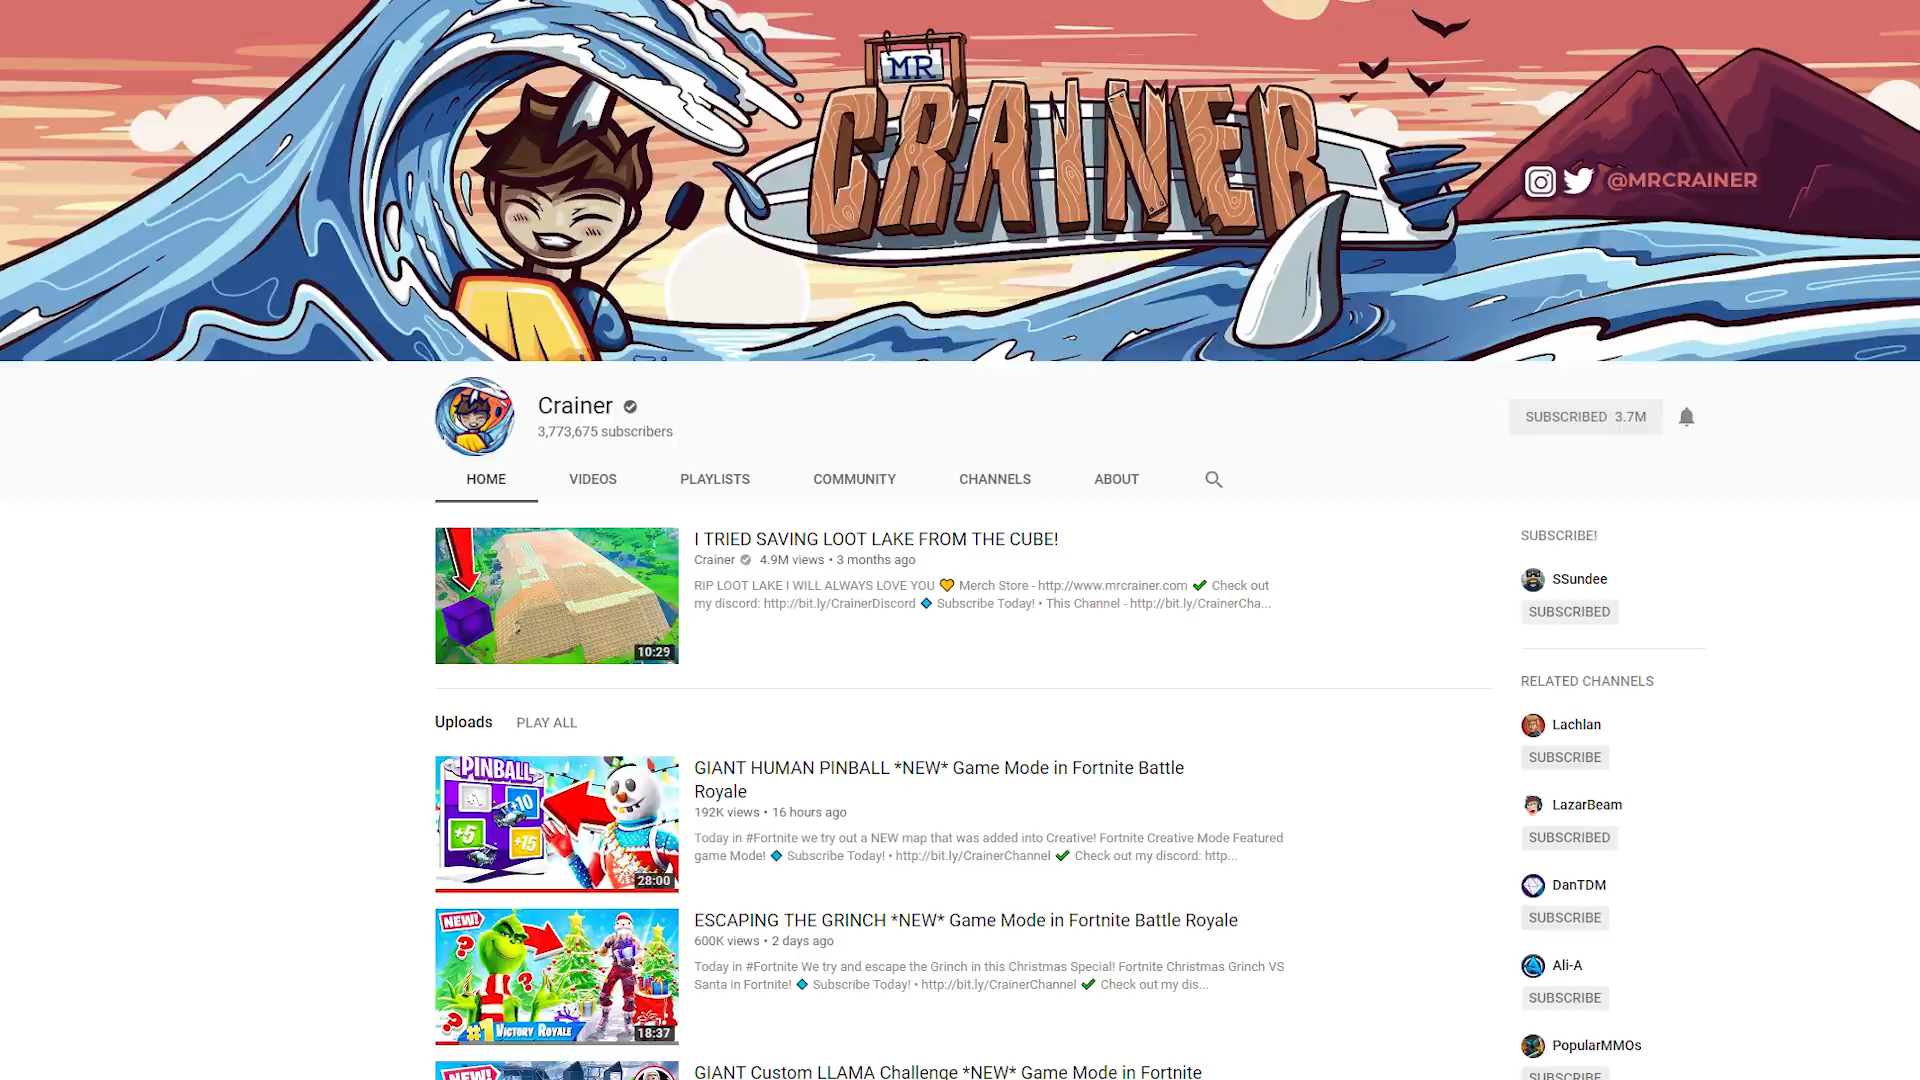 MR
CRAINER
@MRCRAINER
Crainer
3,773,675 subscribers
SUBSCRIBED 3.7M
HOME VIDEOS PLAYLISTS COMMUNITY CHANNELS ABOUT
10:29
I TRIED SAVING LOOT LAKE FROM THE CUBE!
Crainer 4.9M views • 3 months ago
RIP LOOT LAKE I WILL ALWAYS LOVE YOU 💛 Merch Store - http://www.mrcrainer.com ✔ Check out
my discord: http://bit.ly/CrainerDiscord 🔹 Subscribe Today! • This Channel - http://bit.ly/CrainerCha...
Uploads PLAY ALL
PINBALL
+10
+5
+15
28:00
GIANT HUMAN PINBALL *NEW* Game Mode in Fortnite Battle
Royale
192K views • 16 hours ago
Today in #Fortnite we try out a NEW map that was added into Creative! Fortnite Creative Mode Featured
game Mode! 🔹 Subscribe Today! • http://bit.ly/CrainerChannel ✔ Check out my discord: http...
NEW!
#1 VICTORY ROYALE
18:37
ESCAPING THE GRINCH *NEW* Game Mode in Fortnite Battle Royale
600K views • 2 days ago
Today in #Fortnite We try and escape the Grinch in this Christmas Special! Fortnite Christmas Grinch VS
Santa in Fortnite! 🔹 Subscribe Today! • http://bit.ly/CrainerChannel ✔ Check out my dis...
NEW!
GIANT Custom LLAMA Challenge *NEW* Game Mode in Fortnite
SUBSCRIBE!
SSundee
SUBSCRIBED
RELATED CHANNELS
Lachlan
SUBSCRIBE
LazarBeam
SUBSCRIBED
DanTDM
SUBSCRIBE
Ali-A
SUBSCRIBE
PopularMMOs
SUBSCRIBE